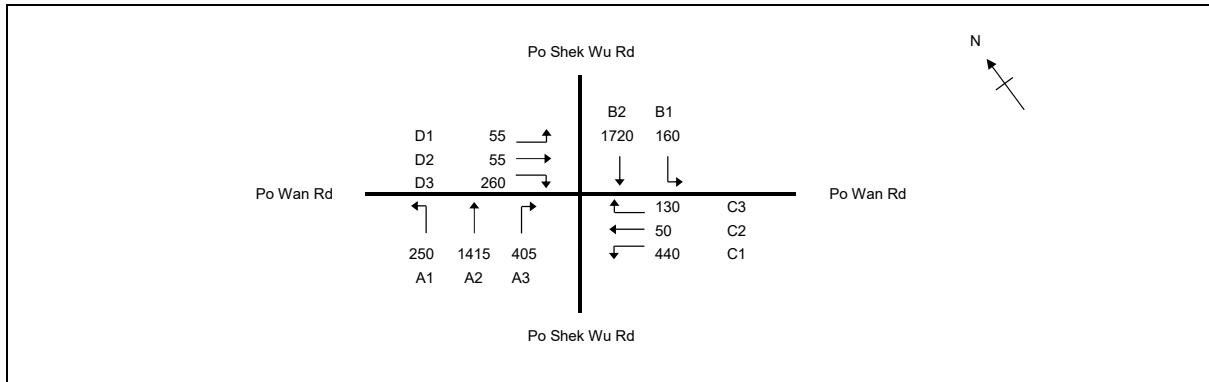 N
Po Shek Wu Rd
B2 B1
D1 55 1720 160
D2 55
D3 260
Po Wan Rd Po Wan Rd
130 C3
50 C2
250 1415 405 440 C1
A1 A2 A3
Po Shek Wu Rd